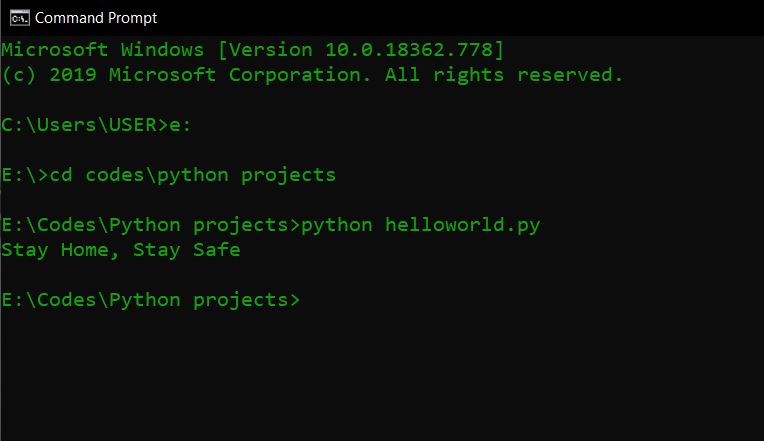 Command Prompt
Microsoft Windows [Version 10.0.18362.778]
(c) 2019 Microsoft Corporation. All rights reserved.
C:\Users\USER>e:
E:\>cd codes\python projects
E:\Codes\Python projects>python helloworld.py
Stay Home, Stay Safe
E:\Codes\Python projects>